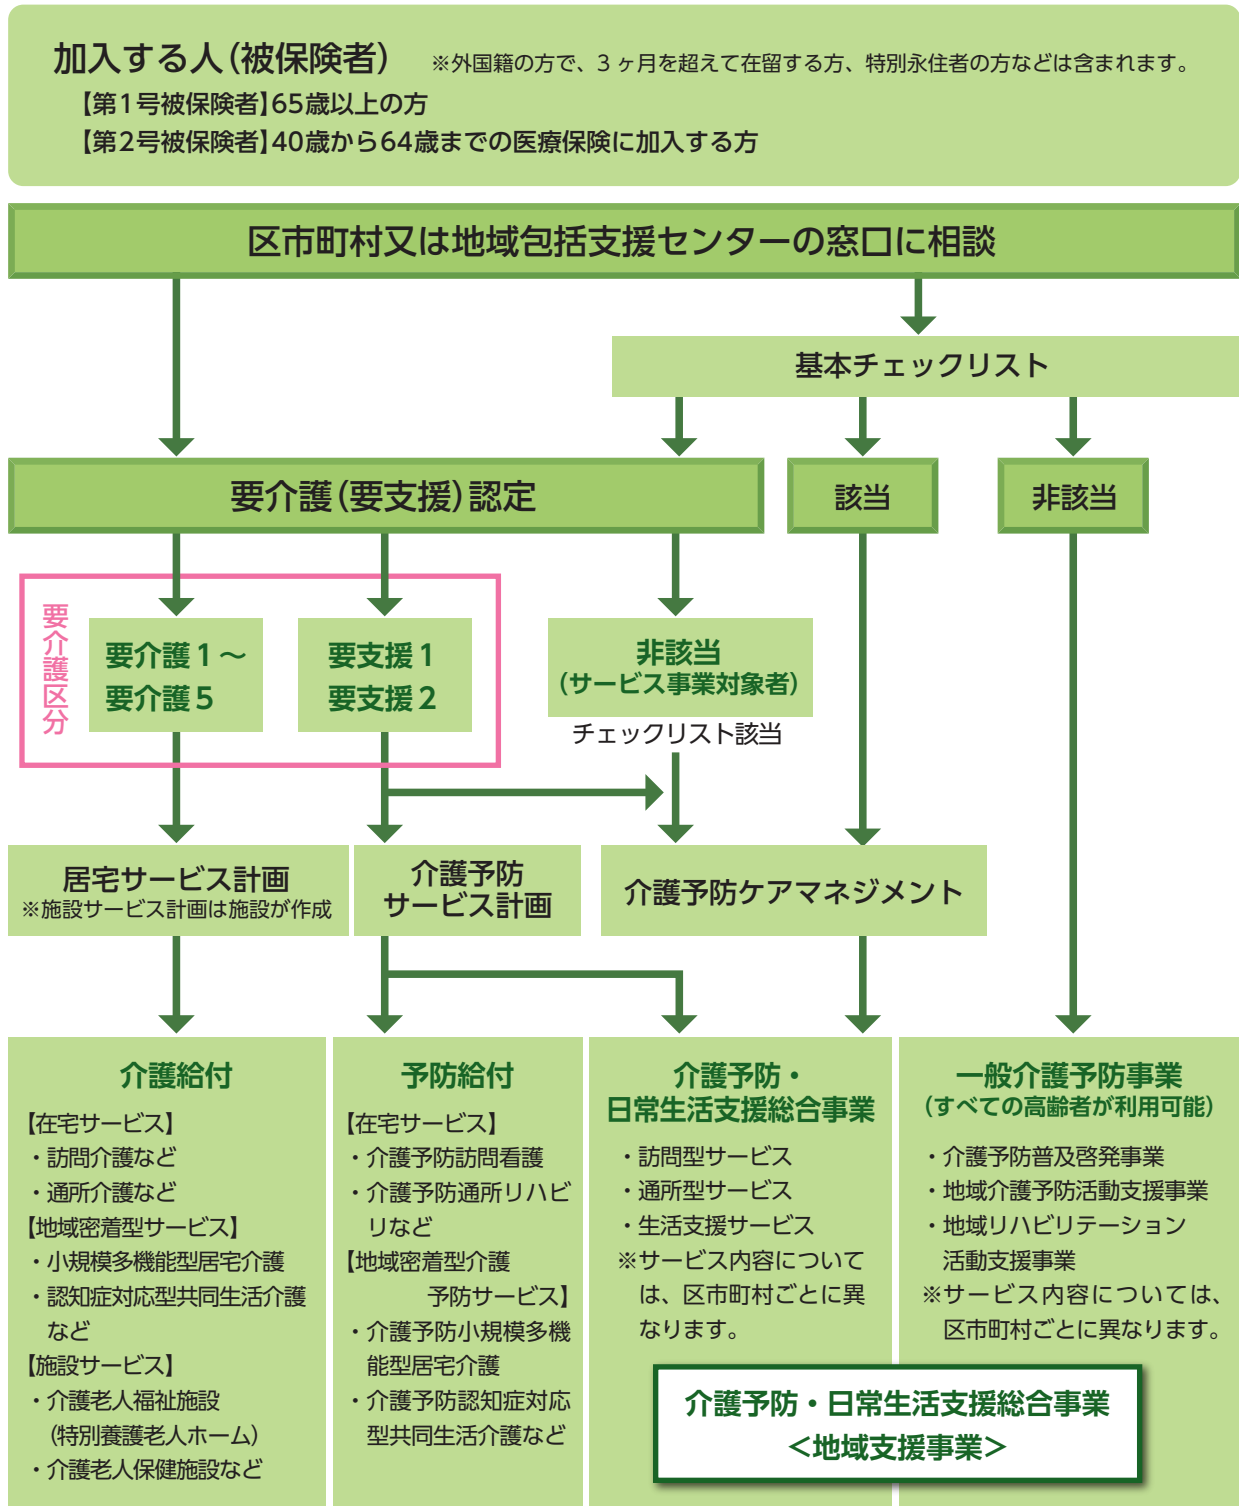 加入する人(被保険者) ※外国籍の方で、3ヶ月を超えて在留する方、特別永住者の方などは含まれます。
【第1号被保険者】65歳以上の方
【第2号被保険者】40歳から64歳までの医療保険に加入する方
区市町村又は地域包括支援センターの窓口に相談
基本チェックリスト
要介護(要支援)認定
該当
非該当
要介護区分
要介護1～
要介護5
要支援1
要支援2
非該当
(サービス事業対象者)
チェックリスト該当
居宅サービス計画
※施設サービス計画は施設が作成
介護予防
サービス計画
介護予防ケアマネジメント
介護給付
【在宅サービス】
・訪問介護など
・通所介護など
【地域密着型サービス】
・小規模多機能型居宅介護
・認知症対応型共同生活介護
など
【施設サービス】
・介護老人福祉施設
(特別養護老人ホーム)
・介護老人保健施設など
予防給付
【在宅サービス】
・介護予防訪問看護
・介護予防通所リハビ
リなど
【地域密着型介護
予防サービス】
・介護予防小規模多機
能型居宅介護
・介護予防認知症対応
型共同生活介護など
介護予防・
日常生活支援総合事業
・訪問型サービス
・通所型サービス
・生活支援サービス
※サービス内容について
は、区市町村ごとに異
なります。
一般介護予防事業
(すべての高齢者が利用可能)
・介護予防普及啓発事業
・地域介護予防活動支援事業
・地域リハビリテーション
活動支援事業
※サービス内容については、
区市町村ごとに異なります。
介護予防・日常生活支援総合事業
＜地域支援事業＞